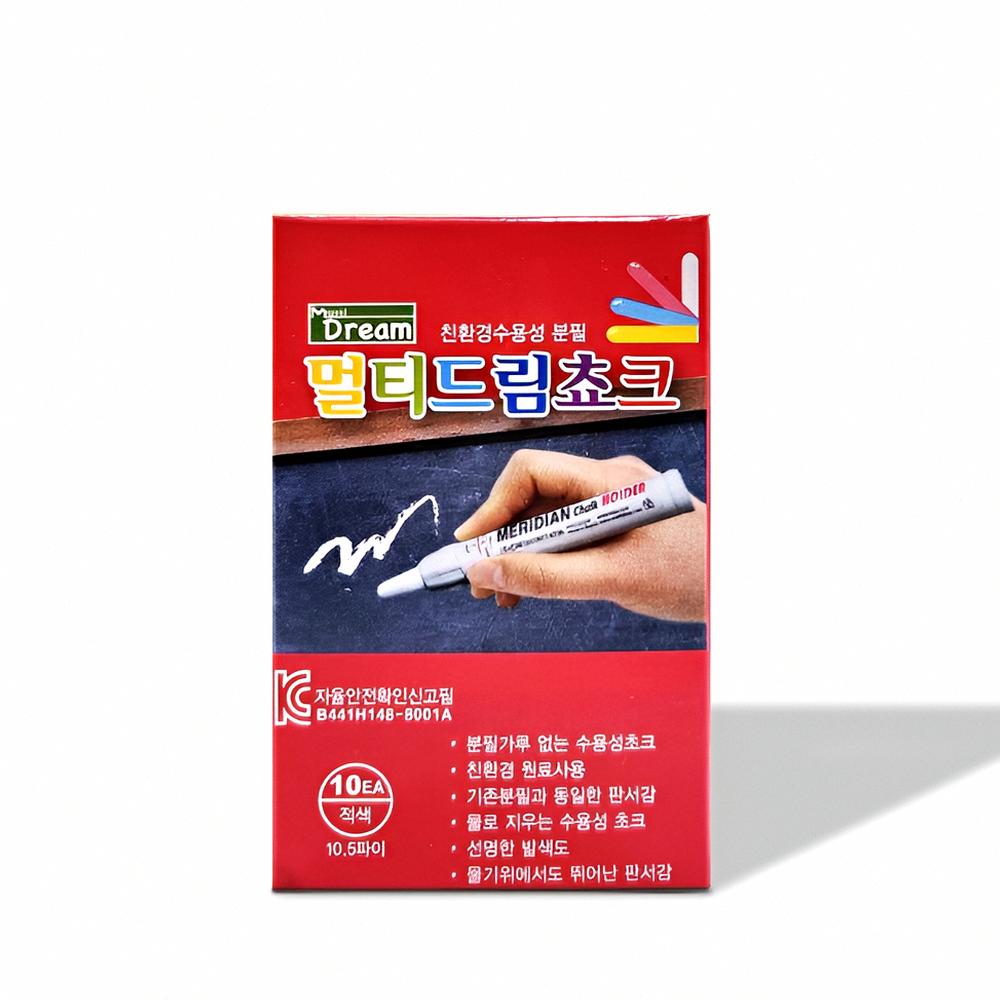 Dream
친환경수용성 분필
멀티드림쵸크
MERIDIAN Chalk HOLDER
자율안전확인신고필
B441H148-6001A
10EA
적색
10.5파이
· 분필가루 없는 수용성쵸크
· 친환경 원료사용
· 기존분필과 동일한 판서감
· 물로 지우는 수용성 쵸크
· 선명한 발색도
· 물기위에서도 뛰어난 판서감